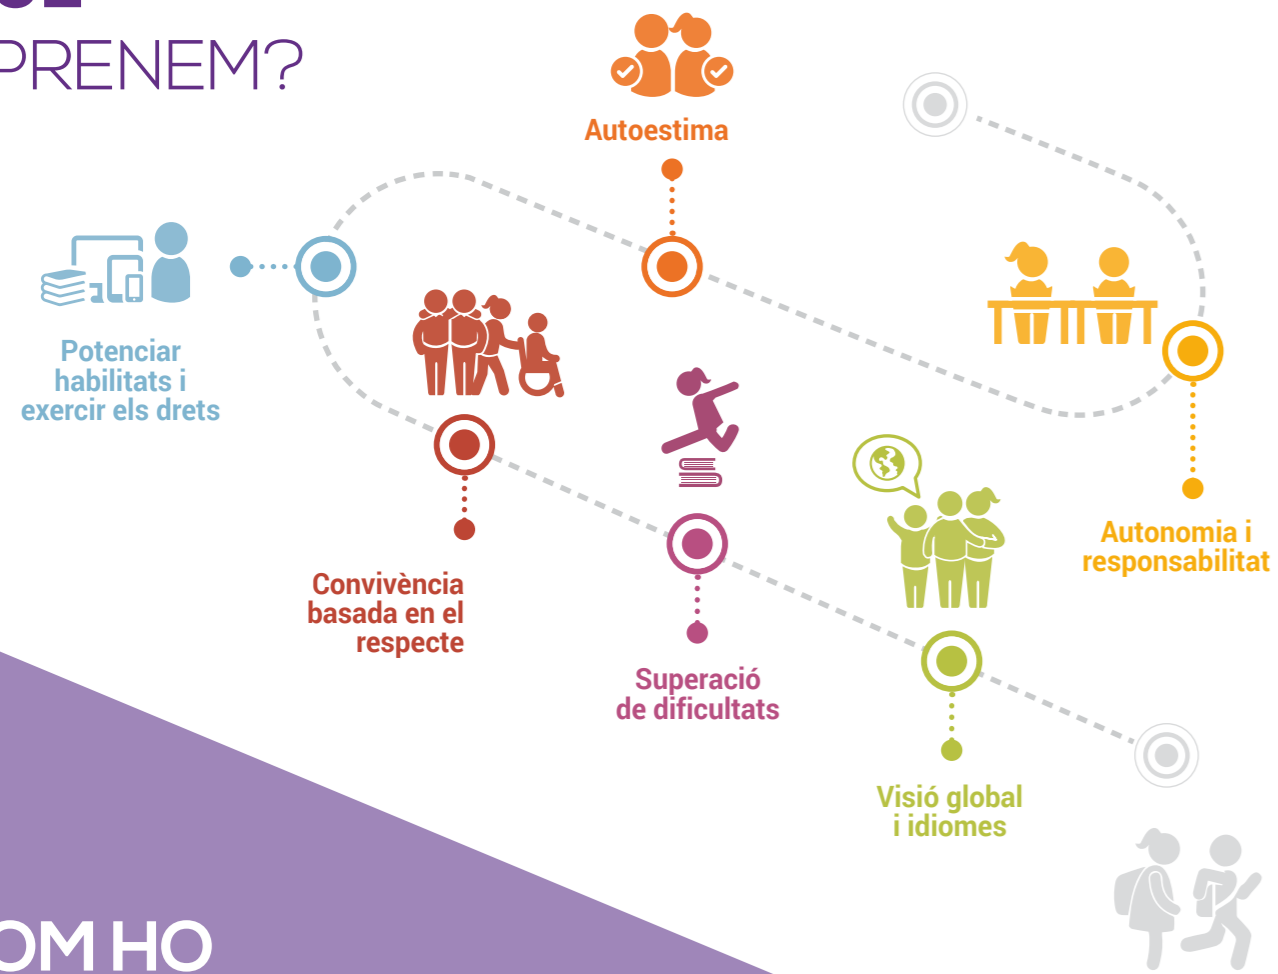 PRENEM?
Autoestima
Potenciar
habilitats i
exercir els drets
Autonomia i
responsabilitat
Convivència
basada en el
respecte
Superació
de dificultats
Visió global
i idiomes
OM HO